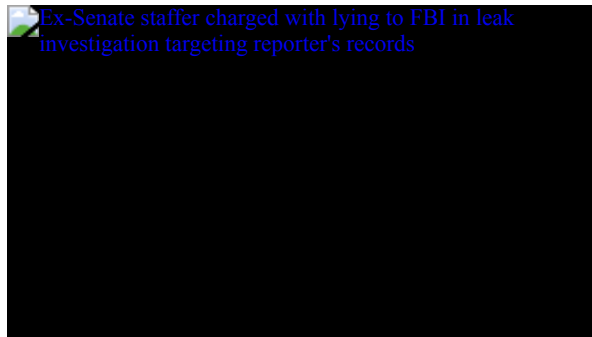 Ex-Senate staffer charged with lying to FBI in leak
investigation targeting reporter's records